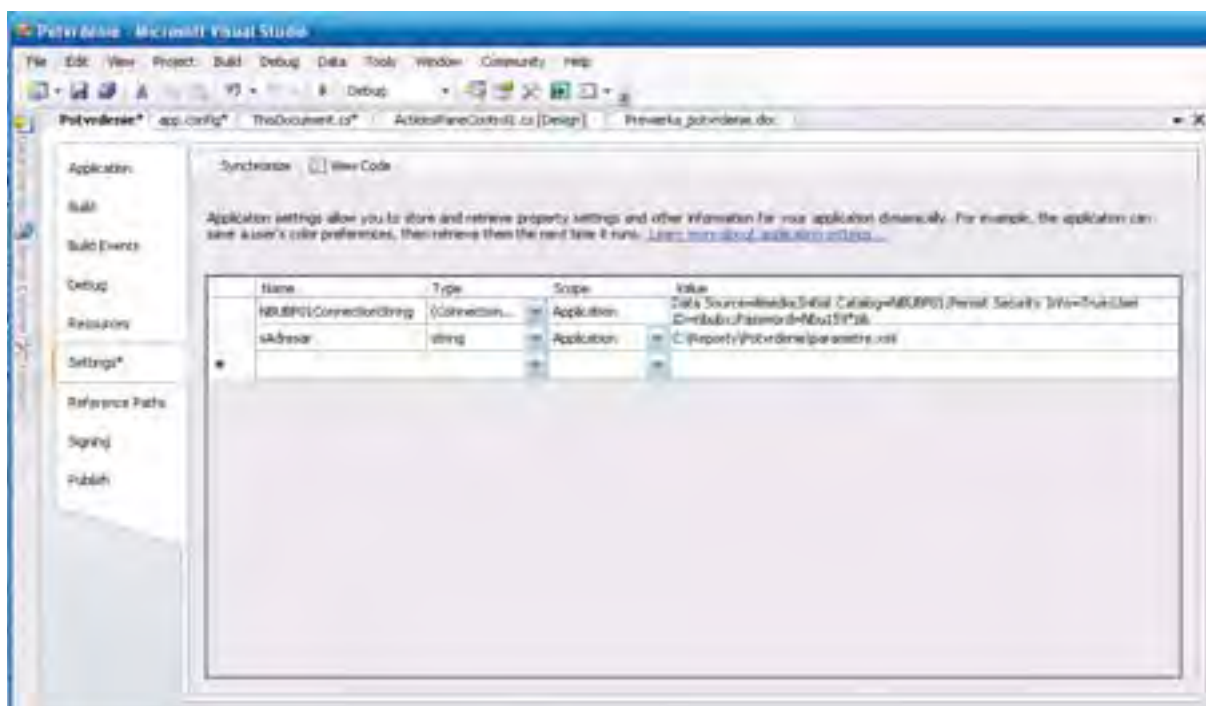 Potvrdenie - Microsoft Visual Studio
File Edit View Project Build Debug Data Tools Window Community Help
Debug
Potvrdenie* app.config* ThisDocument.cs* ActionsPaneControl1.cs [Design] Previerka_potvrdenie.doc
Application
Build
Build Events
Debug
Resources
Settings*
Reference Paths
Signing
Publish
Synchronize View Code
Application settings allow you to store and retrieve property settings and other information for your application dynamically. For example, the application can
save a user's color preferences, then retrieve them the next time it runs. Learn more about application settings...
Name Type Scope Value
NBUBP01ConnectionString (Connection... Application Data Source=;Initial Catalog=NBUBP01;Persist Security Info=True;User
Password=
sAdresar string Application C:\Reporty\Potvrdenie\parametre.xml